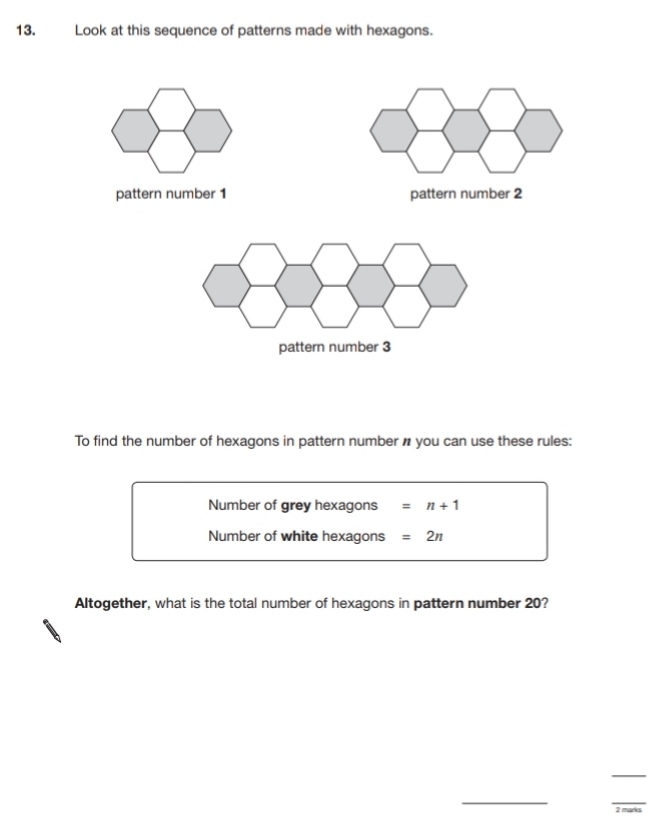 13. Look at this sequence of patterns made with hexagons.
pattern number 1
pattern number 2
pattern number 3
To find the number of hexagons in pattern number n you can use these rules:
Number of grey hexagons = n + 1
Number of white hexagons = 2n
Altogether, what is the total number of hexagons in pattern number 20?
2 marks